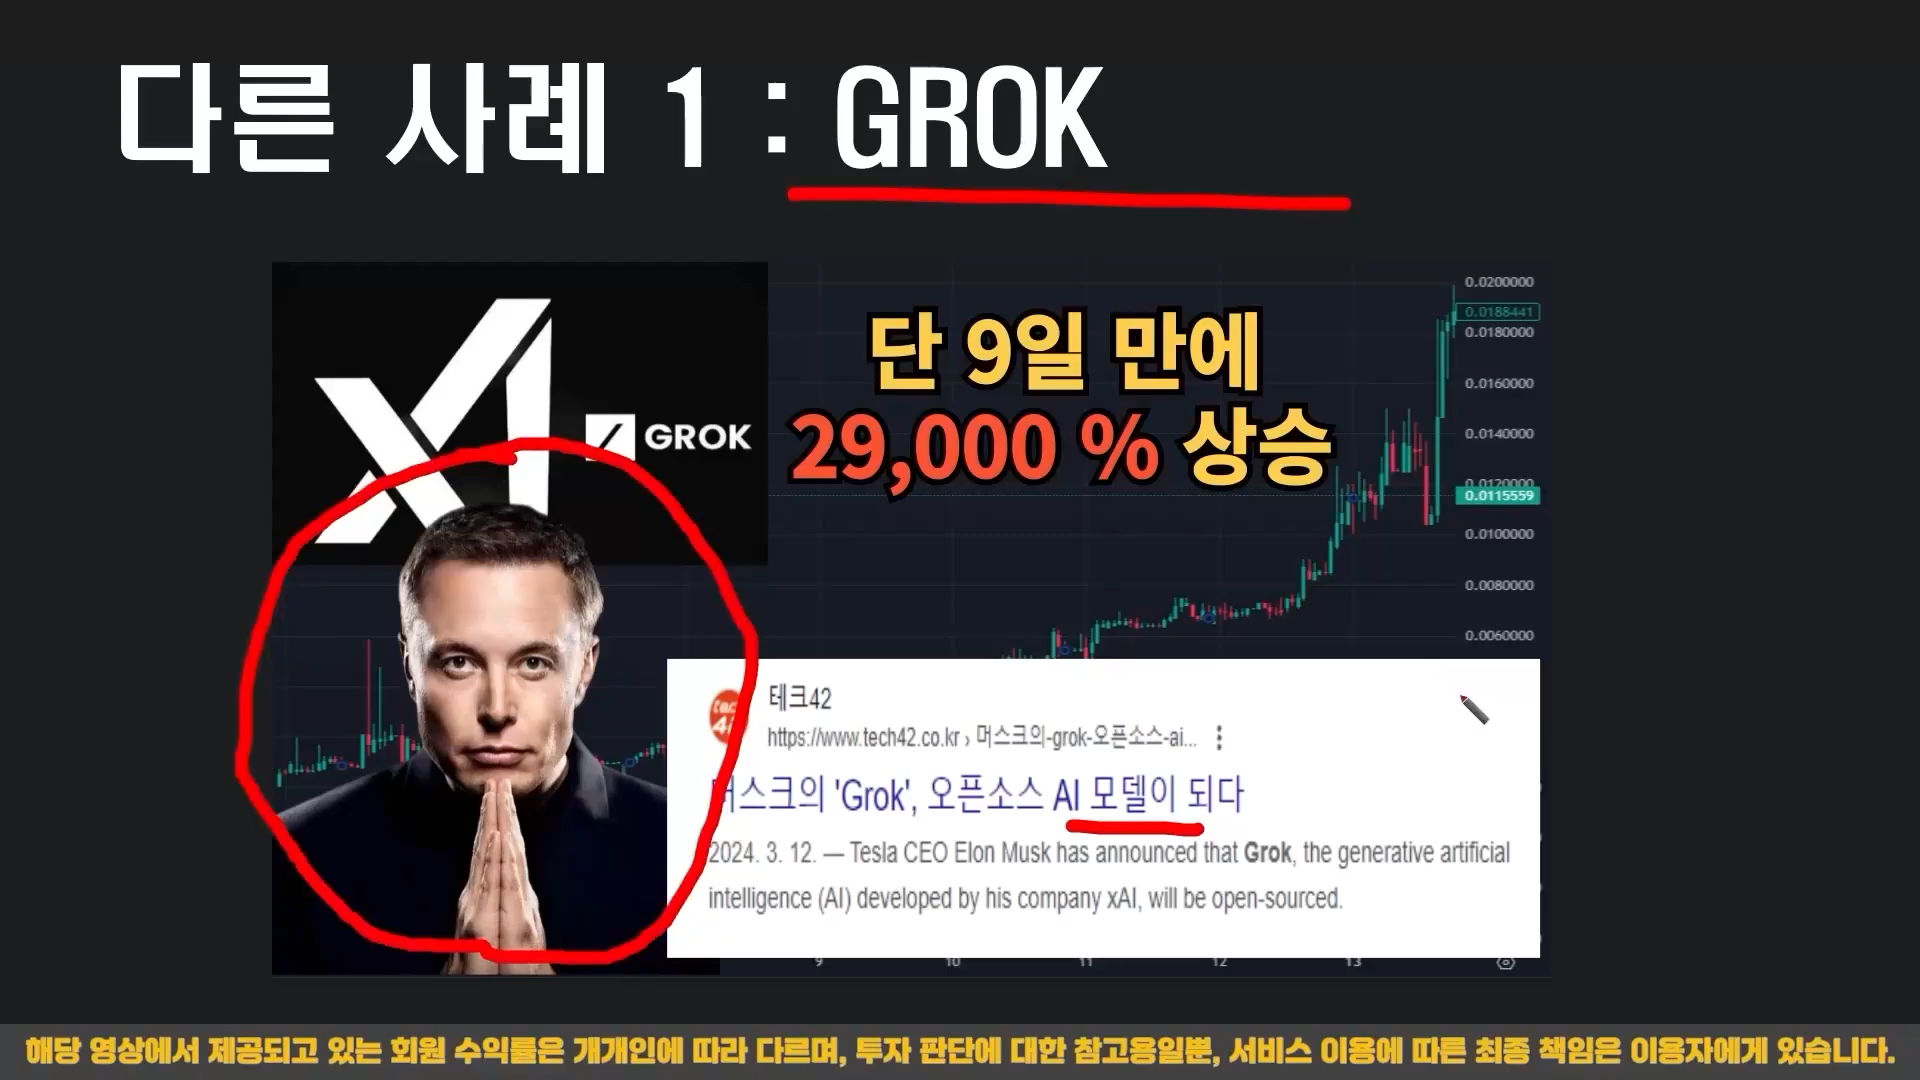 다른 사례 1 : GROK
GROK
단 9일 만에
29,000 % 상승
0.0200000
0.0188441
0.0180000
0.0160000
0.0140000
0.0120000
0.0115559
0.0100000
0.0080000
0.0060000
테크42
https://www.tech42.co.kr › 머스크의-grok-오픈소스-ai...
머스크의 'Grok', 오픈소스 AI 모델이 되다
2024. 3. 12. — Tesla CEO Elon Musk has announced that Grok, the generative artificial
intelligence (AI) developed by his company xAI, will be open-sourced.
9 10 11 12 13
해당 영상에서 제공되고 있는 회원 수익률은 개개인에 따라 다르며, 투자 판단에 대한 참고용일뿐, 서비스 이용에 따른 최종 책임은 이용자에게 있습니다.